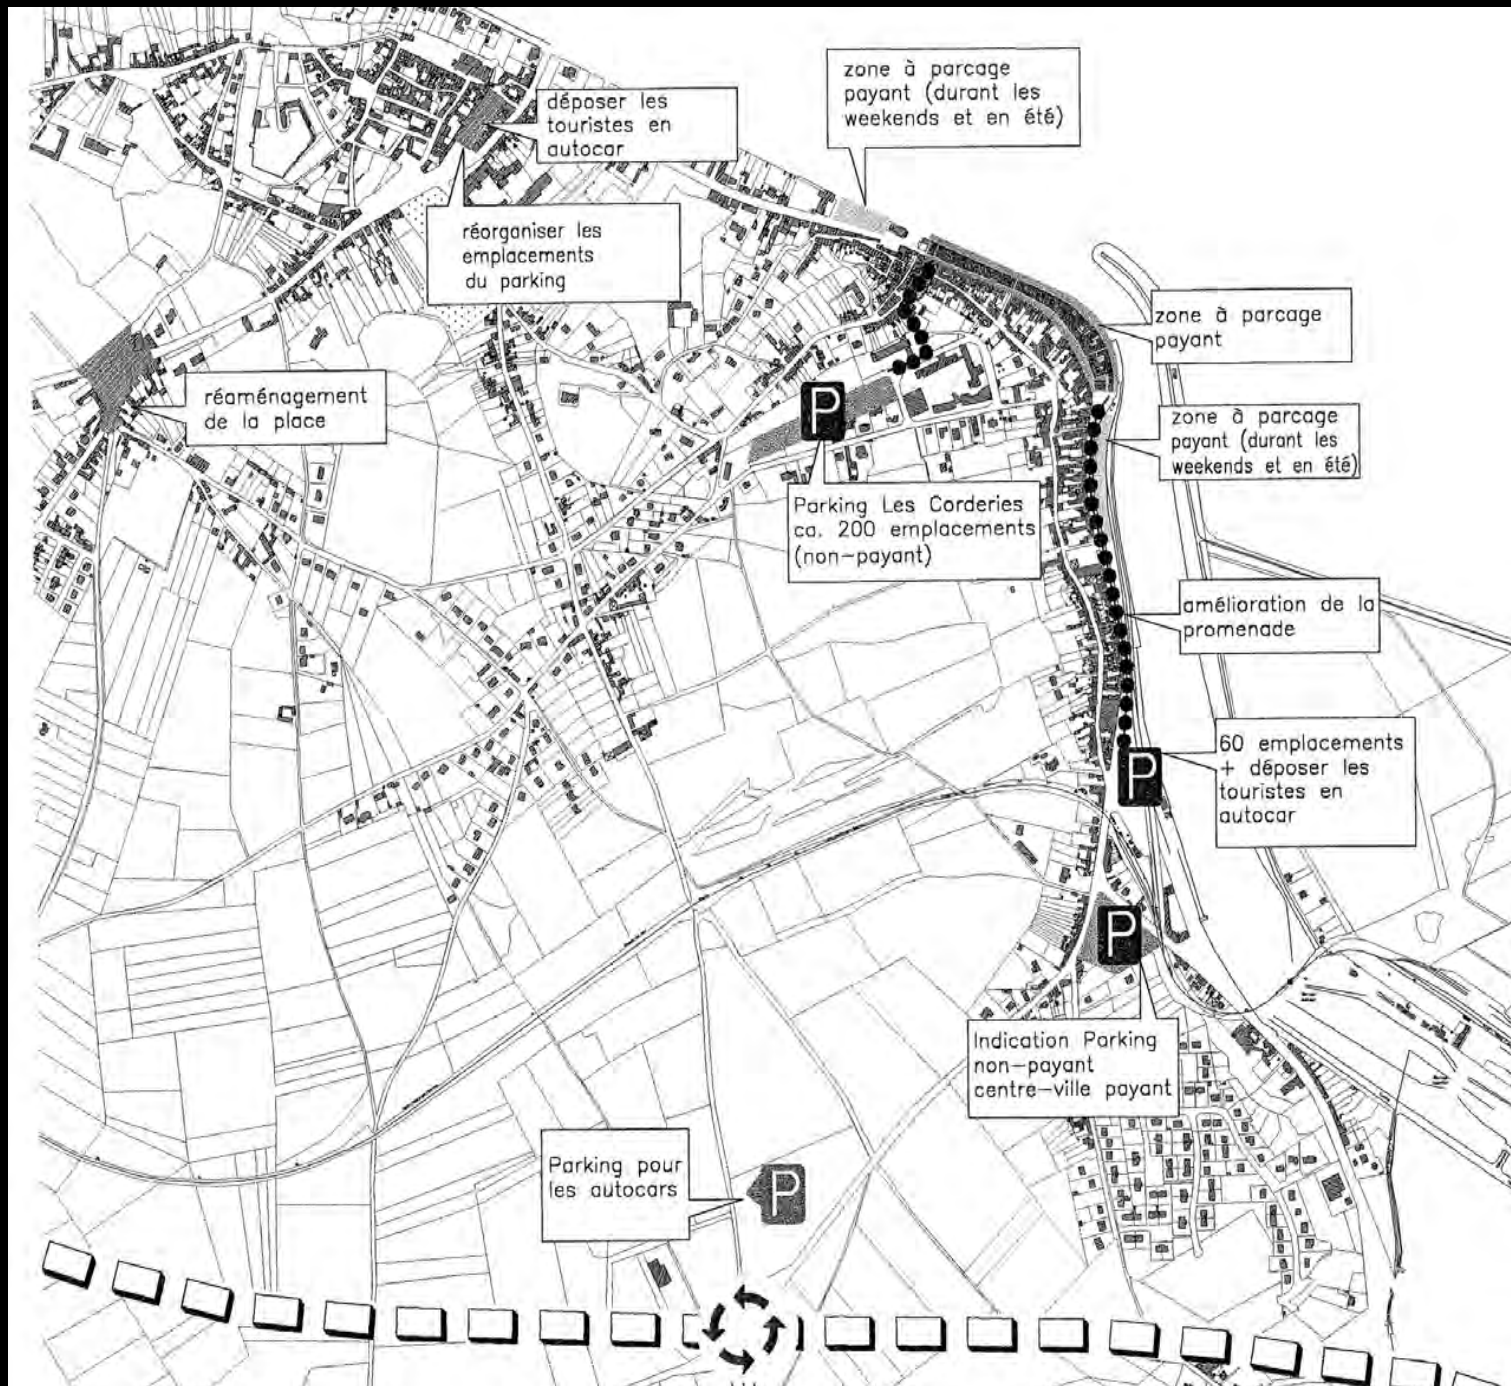 zone à parcage
payant (durant les
weekends et en été)
déposer les
touristes en
autocar
réorganiser les
emplacements
du parking
zone à parcage
payant
réaménagement
de la place
zone à parcage
payant (durant les
weekends et en été)
P
Parking Les Corderies
ca. 200 emplacements
(non-payant)
amélioration de la
promenade
60 emplacements
+ déposer les
touristes en
autocar
P
P
Indication Parking
non-payant
centre-ville payant
Parking pour
les autocars
P